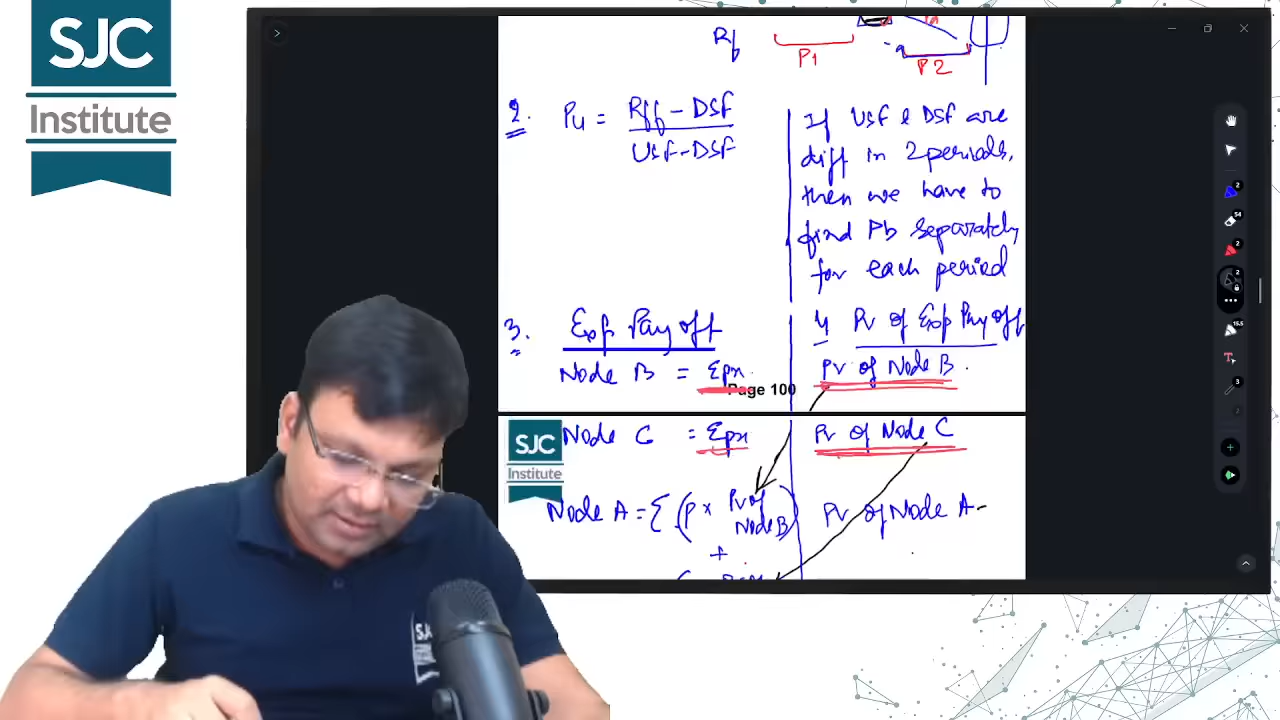 SJC
Institute
Rf
P1
P2
2. Pu = Rff - DSF
USF - DSF
If USF & DSF are
diff in 2 periods,
then we have to
find Pb separately
for each period
3. Exp Pay off
Node B = Σpx.
4 Pv of Exp Pay off
Pv of Node B.
Page 100
SJC
Institute
Node C = Σpx
Pv of Node C
Node A = Σ (P × Pv of
Node B)
+
Pv of Node A -